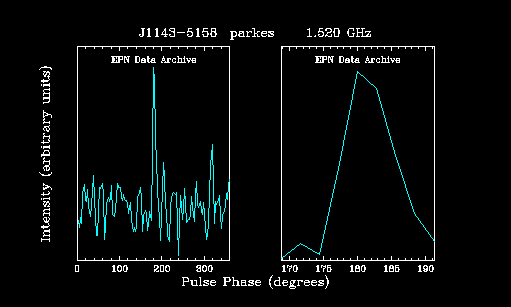 J1143-5158 parkes 1.520 GHz
EPN Data Archive
EPN Data Archive
Intensity (arbitrary units)
0 100 200 300
170 175 180 185 190
Pulse Phase (degrees)